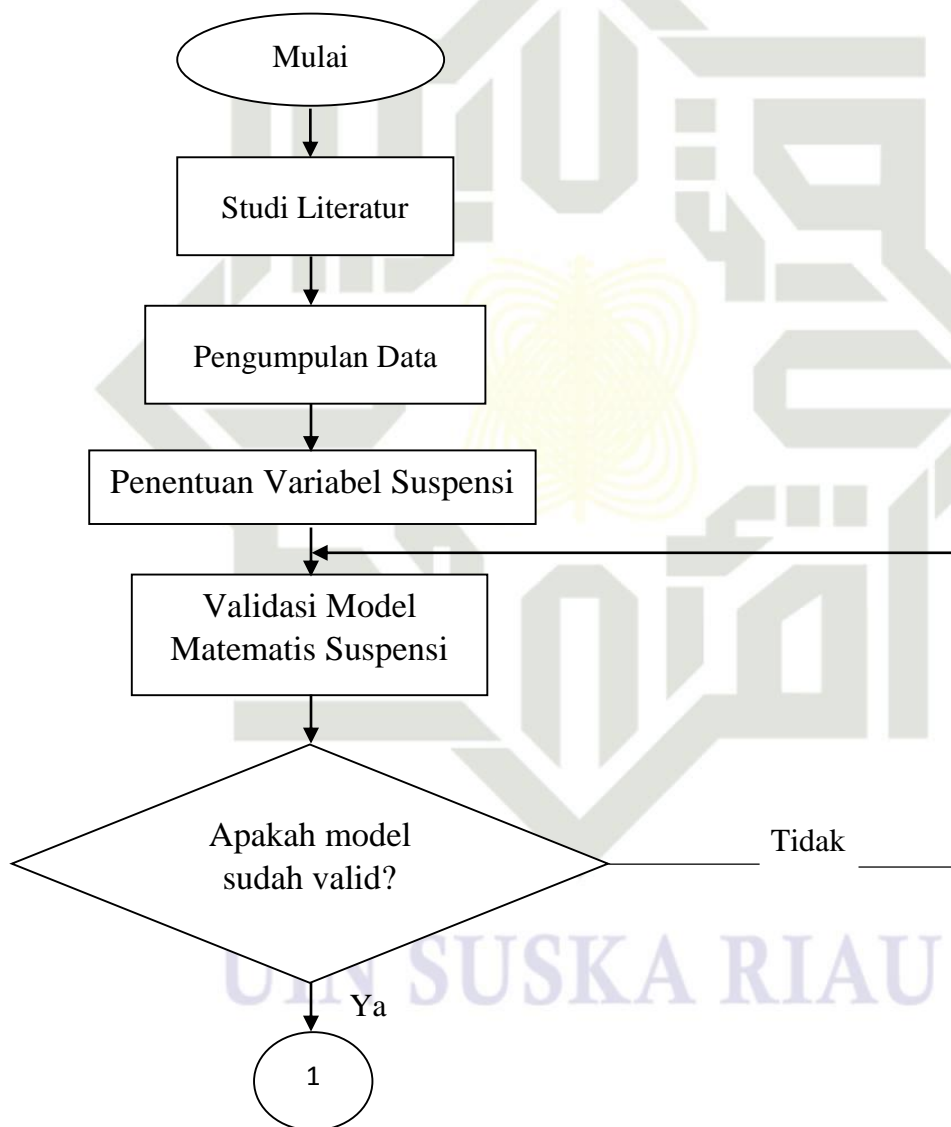 Mulai
Studi Literatur
Pengumpulan Data
Penentuan Variabel Suspensi
Validasi Model
Matematis Suspensi
Apakah model
sudah valid?
Tidak
UIN SUSKA RIAU
Ya
1